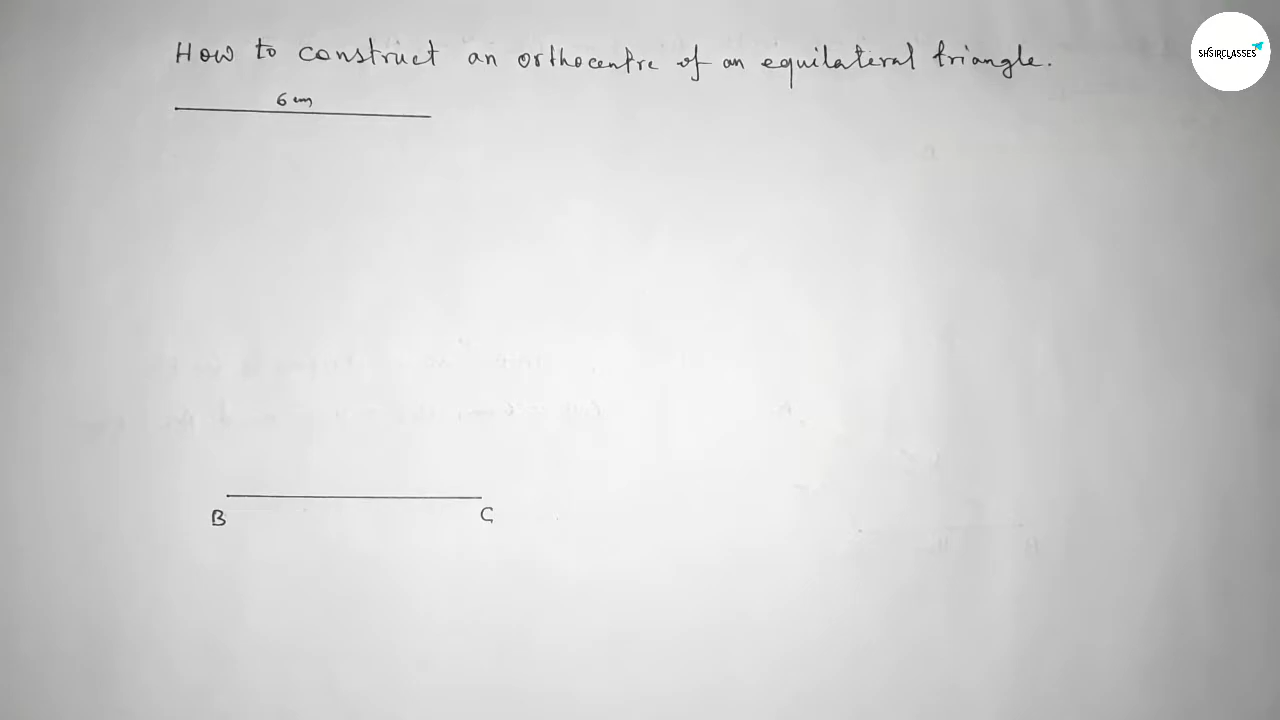 How to construct an orthocentre of an equilateral triangle.
SHSIRCLASSES
6 cm
B C